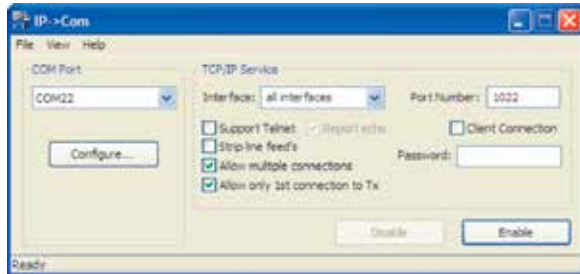 IP->Com
File View Help
COM Port
COM22
Configure...
TCP/IP Service
Interface: all interfaces Port Number: 1022
Support Telnet Report echo Client Connection
Strip line feed's
Allow multiple connections Password:
Allow only 1st connection to Tx
Disable Enable
Ready